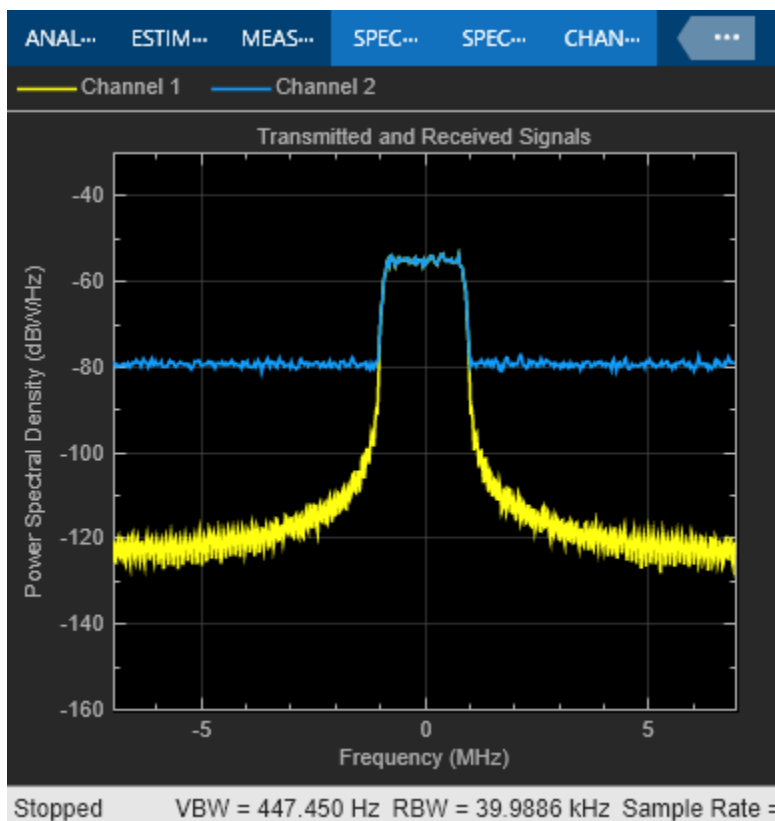 ANAL··· ESTIM··· MEAS··· SPEC··· SPEC··· CHAN··· ···
Channel 1 Channel 2
Transmitted and Received Signals
-40
-60
-80
-100
-120
-140
-160
Power Spectral Density (dBW/Hz)
-5 0 5
Frequency (MHz)
Stopped VBW = 447.450 Hz RBW = 39.9886 kHz Sample Rate =